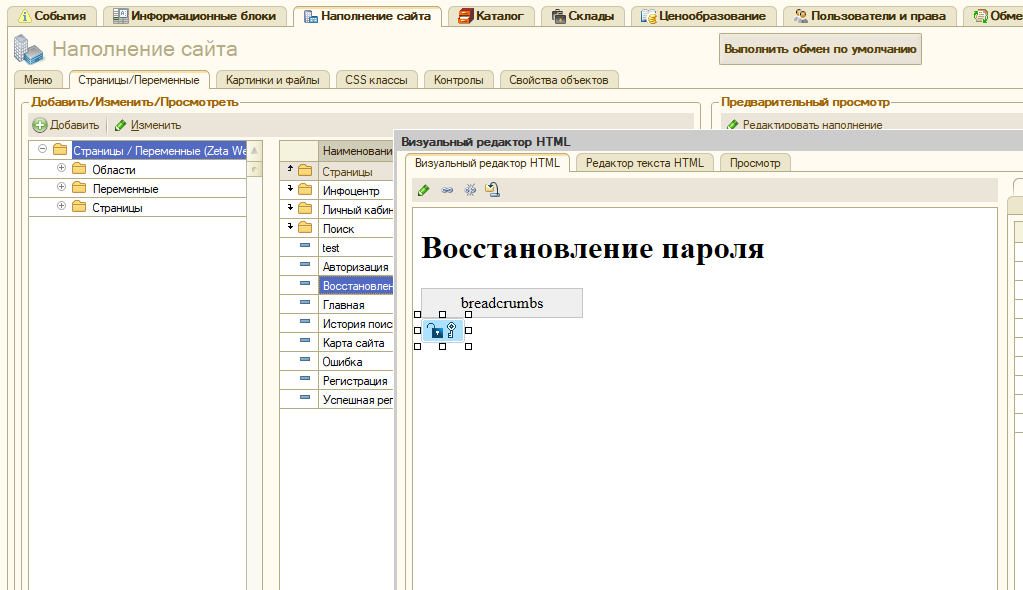 События Информационные блоки Наполнение сайта Каталог Склады Ценообразование Пользователи и права
Наполнение сайта
Выполнить обмен по умолчанию
Меню Страницы/Переменные Картинки и файлы CSS классы Контролы Свойства объектов
Добавить/Изменить/Просмотреть
Предварительный просмотр
Добавить Изменить
Редактировать наполнение
Страницы / Переменные (Zeta We
Области
Переменные
Страницы
Наименовани
Страницы
Инфоцентр
Личный кабин
Поиск
test
Авторизация
Восстановлен
Главная
История поис
Карта сайта
Ошибка
Регистрация
Успешная рег
Визуальный редактор HTML
Визуальный редактор HTML Редактор текста HTML Просмотр
Восстановление пароля
breadcrumbs